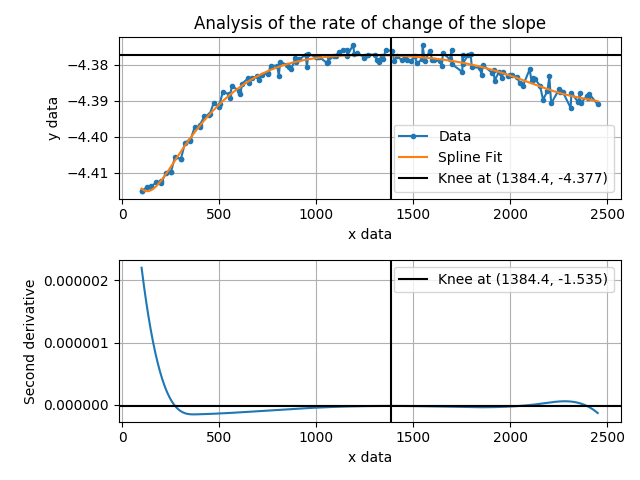 Analysis of the rate of change of the slope
−4.38
−4.39
−4.40
−4.41
y data
Data
Spline Fit
Knee at (1384.4, -4.377)
0 500 1000 1500 2000 2500
x data
0.000002
0.000001
0.000000
Second derivative
Knee at (1384.4, -1.535)
0 500 1000 1500 2000 2500
x data